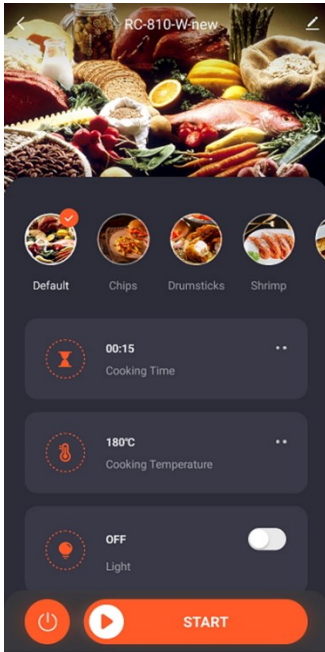 RC-810-W-new
Default
Chips
Drumsticks
Shrimp
00:15
Cooking Time
180℃
Cooking Temperature
OFF
Light
START